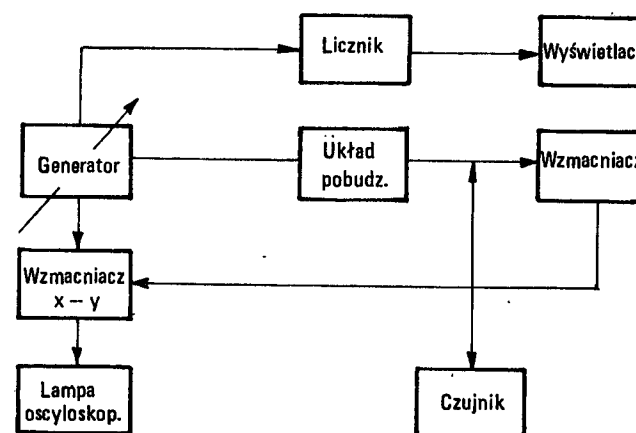 Licznik
Wyświetlac
Generator
Układ
pobudz.
Wzmacniacz
Wzmacniacz
x – y
Lampa
oscyloskop.
Czujnik